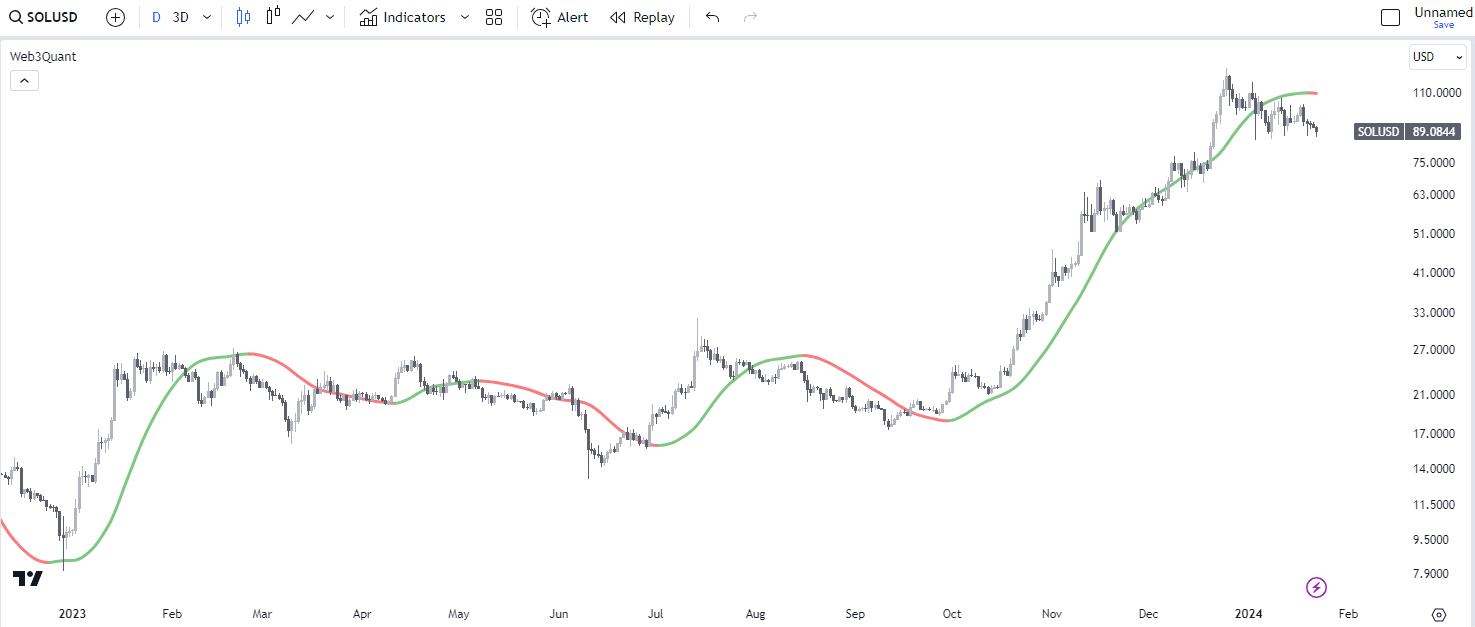 SOLUSD D 3D Indicators Alert Replay Unnamed
Save
Web3Quant
USD
110.0000
SOLUSD 89.0844
75.0000
63.0000
51.0000
41.0000
33.0000
27.0000
21.0000
17.0000
14.0000
11.5000
9.5000
7.9000
2023 Feb Mar Apr May Jun Jul Aug Sep Oct Nov Dec 2024 Feb